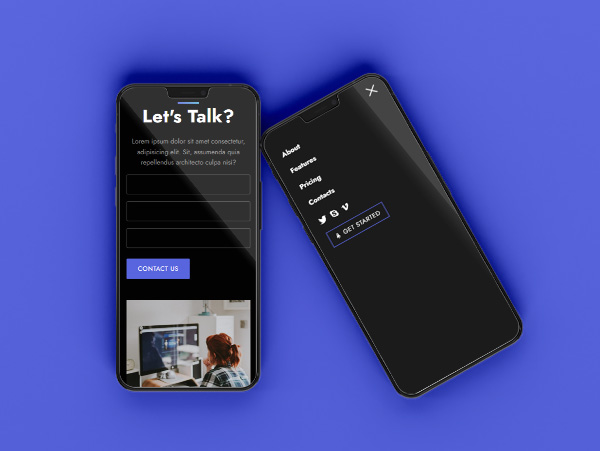 Let's Talk?
Lorem ipsum dolor sit amet consectetur,
adipisicing elit. Sit, assumenda quia
repellendus architecto culpa nisi?
CONTACT US
About
Features
Pricing
Contacts
GET STARTED